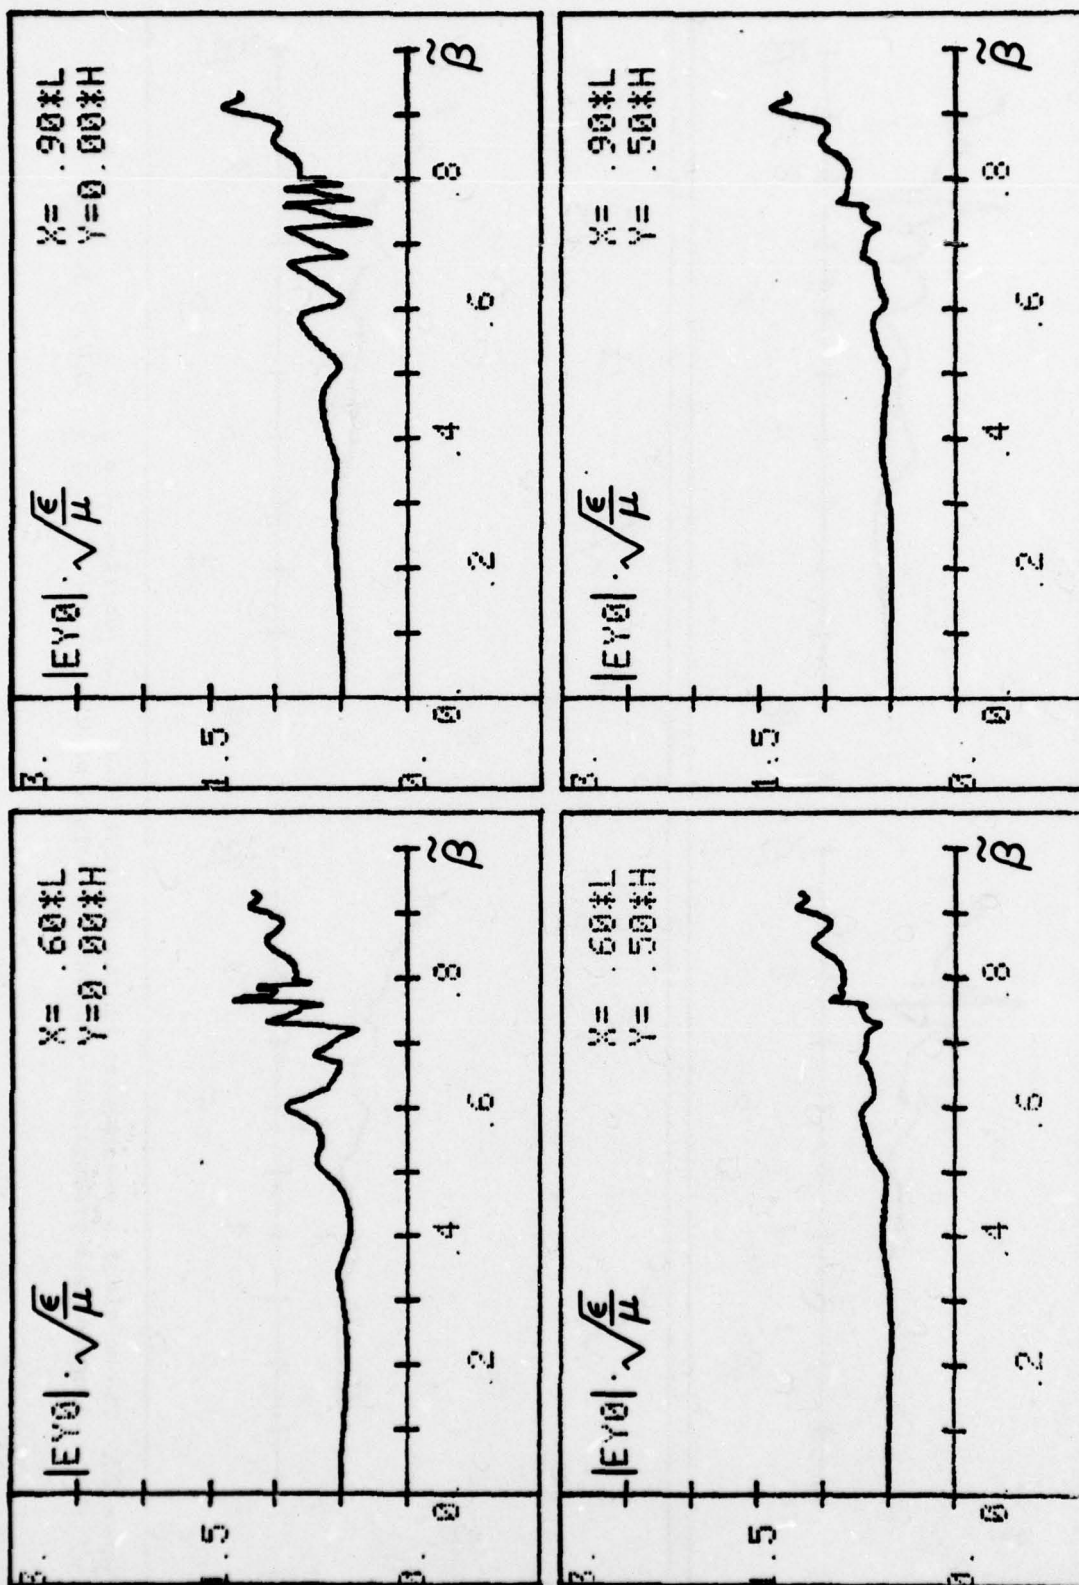 |EY0|·√ε/μ
X= .60*L
Y=0.00*H
3.
.5
0.
0 .2 .4 .6 .8 β̃
|EY0|·√ε/μ
X= .90*L
Y=0.00*H
3.
1.5
0.
0. .2 .4 .6 .8 β̃
|EY0|·√ε/μ
X= .60*L
Y= .50*H
3.
.5
0.
.0 .2 .4 .6 .8 β̃
|EY0|·√ε/μ
X= .90*L
Y= .50*H
3.
1.5
0.
0. .2 .4 .6 .8 β̃